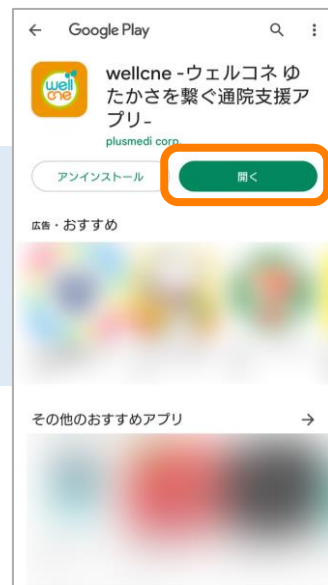 Google Play
well
cne
wellcne -ウェルコネ ゆ
たかさを繋ぐ通院支援ア
プリ-
plusmedi corp.
アンインストール
開く
広告・おすすめ
その他のおすすめアプリ